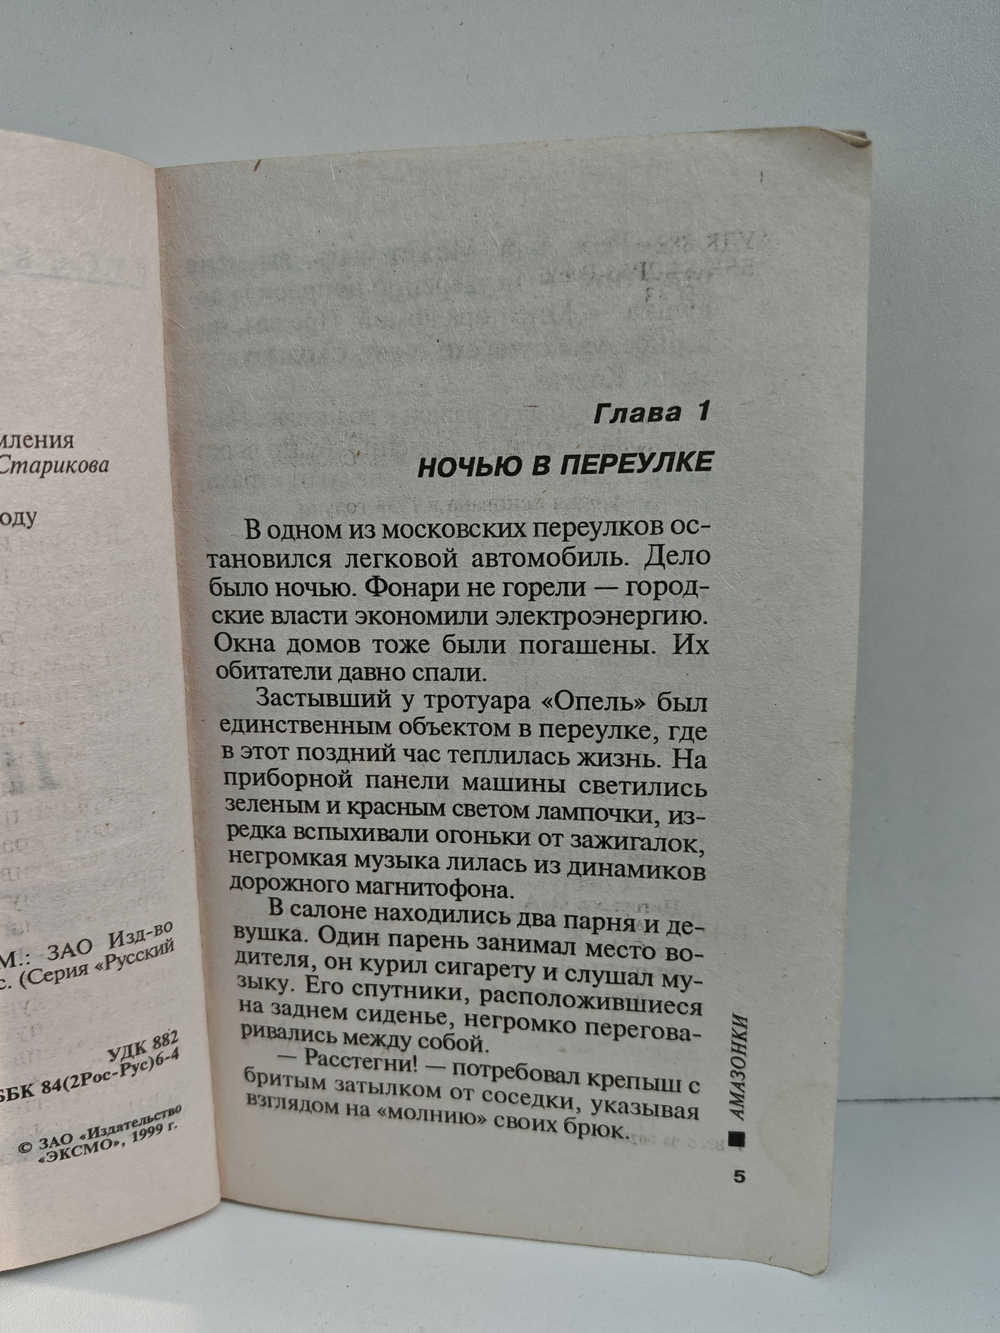 мления
Старикова
оду
М.: ЗАО Изд-во
с. (Серия «Русский
УДК 882
ББК 84(2Рос-Рус)6-4
© ЗАО «Издательство
«ЭКСМО», 1999 г.
Глава 1
НОЧЬЮ В ПЕРЕУЛКЕ
В одном из московских переулков ос-
тановился легковой автомобиль. Дело
было ночью. Фонари не горели — город-
ские власти экономили электроэнергию.
Окна домов тоже были погашены. Их
обитатели давно спали.
Застывший у тротуара «Опель» был
единственным объектом в переулке, где
в этот поздний час теплилась жизнь. На
приборной панели машины светились
зеленым и красным светом лампочки, из-
редка вспыхивали огоньки от зажигалок,
негромкая музыка лилась из динамиков
дорожного магнитофона.
В салоне находились два парня и де-
вушка. Один парень занимал место во-
дителя, он курил сигарету и слушал му-
зыку. Его спутники, расположившиеся
на заднем сиденье, негромко перегова-
ривались между собой.
— Расстегни! — потребовал крепыш с
бритым затылком от соседки, указывая
взглядом на «молнию» своих брюк.
АМАЗОНКИ
5